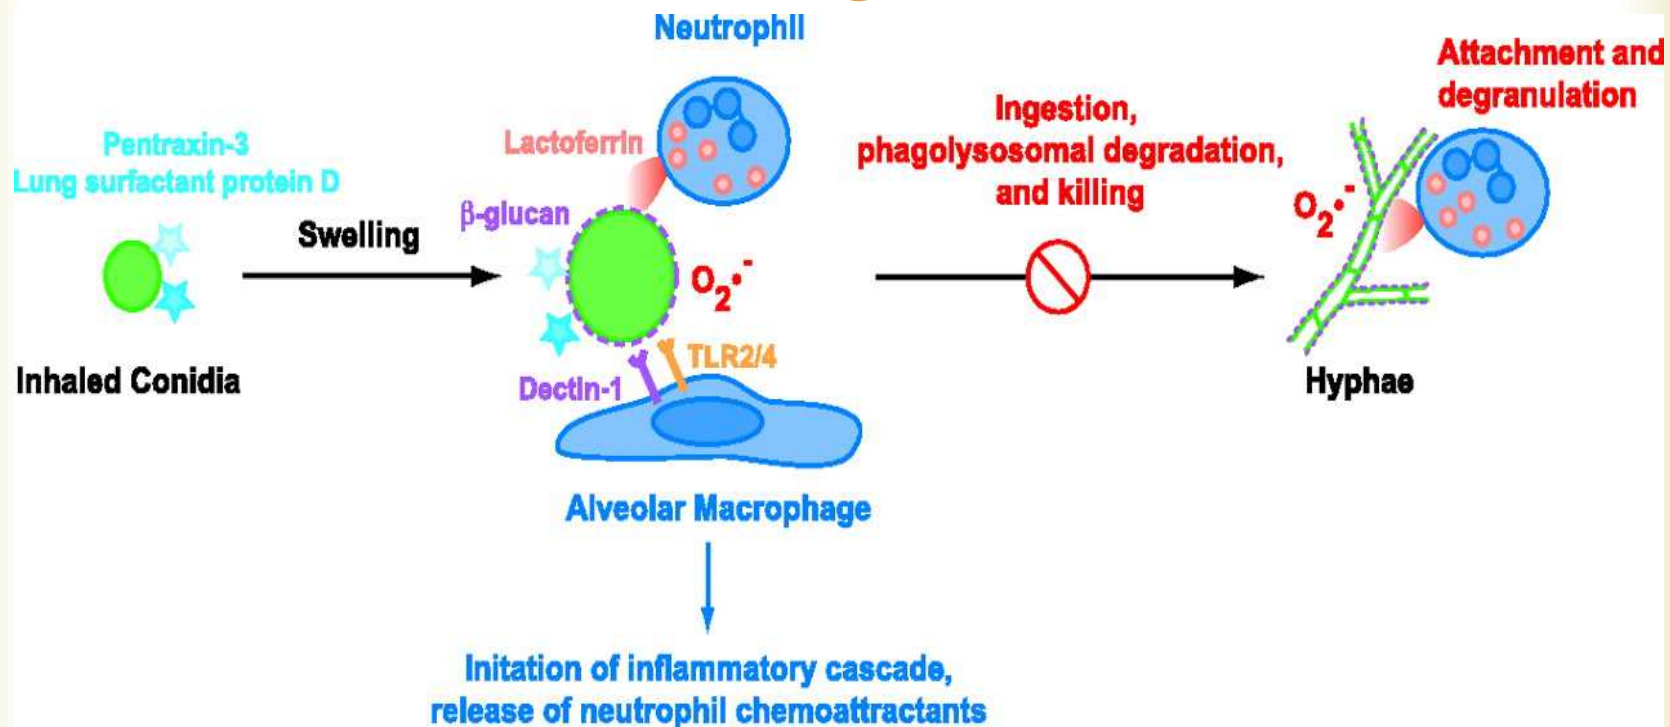 Neutrophil
Attachment and
degranulation
Ingestion,
phagolysosomal degradation,
and killing
Pentraxin-3
Lung surfactant protein D
Lactoferrin
β-glucan
Swelling
O2•-
O2•-
TLR2/4
Dectin-1
Inhaled Conidia
Hyphae
Alveolar Macrophage
Initation of inflammatory cascade,
release of neutrophil chemoattractants